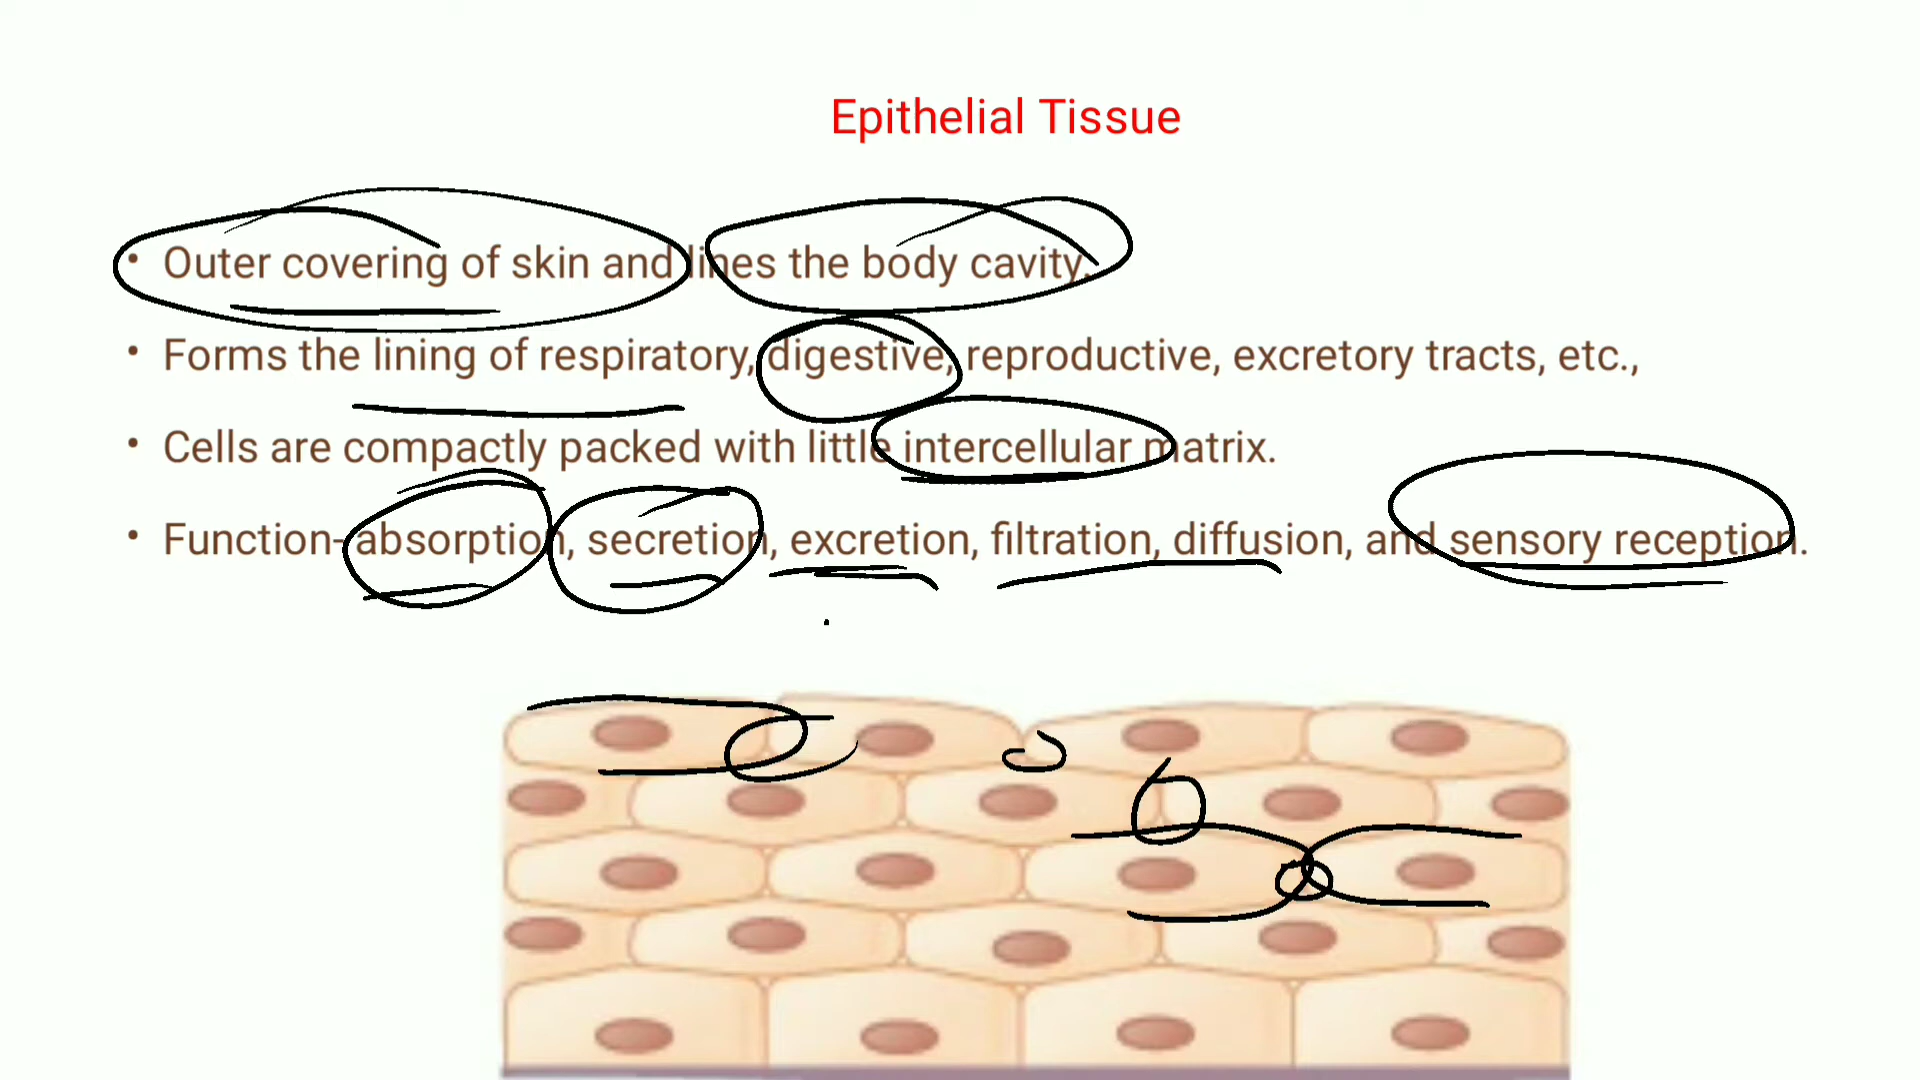 Epithelial Tissue
• Outer covering of skin and lines the body cavity.
• Forms the lining of respiratory, digestive, reproductive, excretory tracts, etc.,
• Cells are compactly packed with little intercellular matrix.
• Function- absorption, secretion, excretion, filtration, diffusion, and sensory reception.